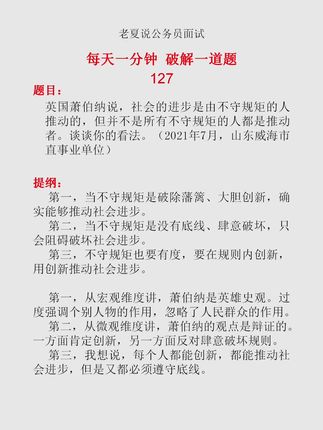 老夏说公务员面试
每天一分钟 破解一道题
127
题目:
英国萧伯纳说，社会的进步是由不守规矩的人
推动的，但并不是所有不守规矩的人都是推动
者。谈谈你的看法。（2021年7月，山东威海市
直事业单位）
提纲:
第一，当不守规矩是破除藩篱、大胆创新，确
实能够推动社会进步。
第二，当不守规矩是没有底线、肆意破坏，只
会阻碍破坏社会进步。
第三，不守规矩也要有度，要在规则内创新，
用创新推动社会进步。
第一，从宏观维度讲，萧伯纳是英雄史观。过
度强调个别人物的作用，忽略了人民群众的作用。
第二，从微观维度讲，萧伯纳的观点是辩证的。
一方面肯定创新，另一方面反对肆意破坏规则。
第三，我想说，每个人都能创新，都能推动社
会进步，但是又都必须遵守底线。